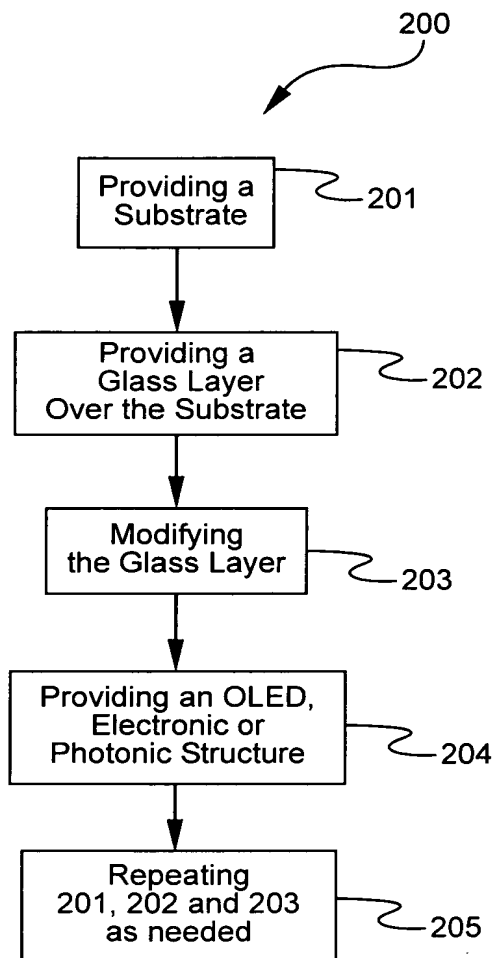 200
Providing a
Substrate
201
Providing a
Glass Layer
Over the Substrate
202
Modifying
the Glass Layer
203
Providing an OLED,
Electronic or
Photonic Structure
204
Repeating
201, 202 and 203
as needed
205